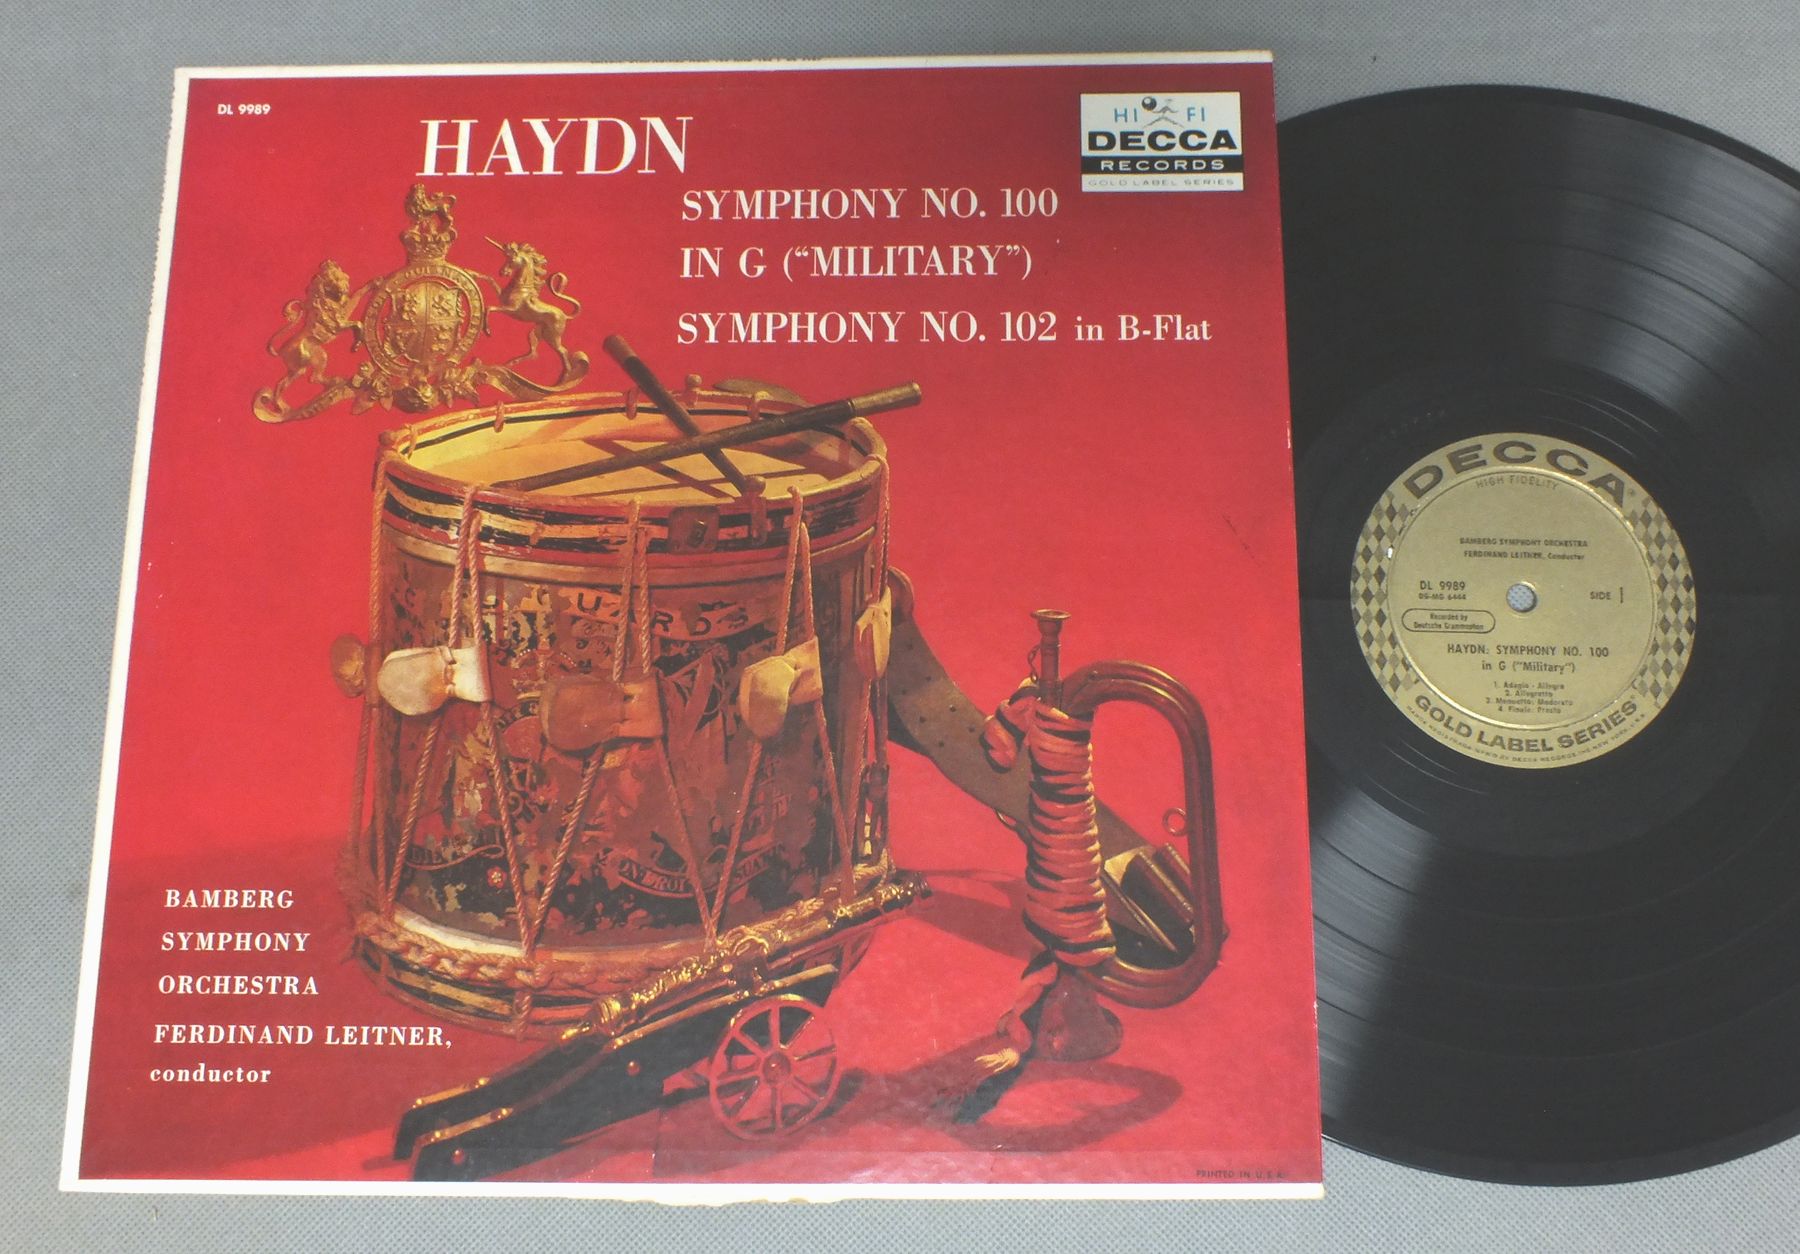 DL 9989
HAYDN
SYMPHONY NO. 100
IN G (“MILITARY”)
SYMPHONY NO. 102 in B-Flat
HI FI
DECCA
RECORDS
GOLD LABEL SERIES
BAMBERG
SYMPHONY
ORCHESTRA
FERDINAND LEITNER,
conductor
PRINTED IN U.S.A.
DECCA®
HIGH FIDELITY
BAMBERG SYMPHONY ORCHESTRA
FERDINAND LEITNER, Conductor
DL 9989
DG-MG 6464
SIDE 1
Recorded by
Deutsche Grammophon
HAYDN: SYMPHONY NO. 100
in G ("Military")
1. Adagio - Allegro
2. Allegretto
3. Menuetto: Moderato
4. Finale: Presto
GOLD LABEL SERIES